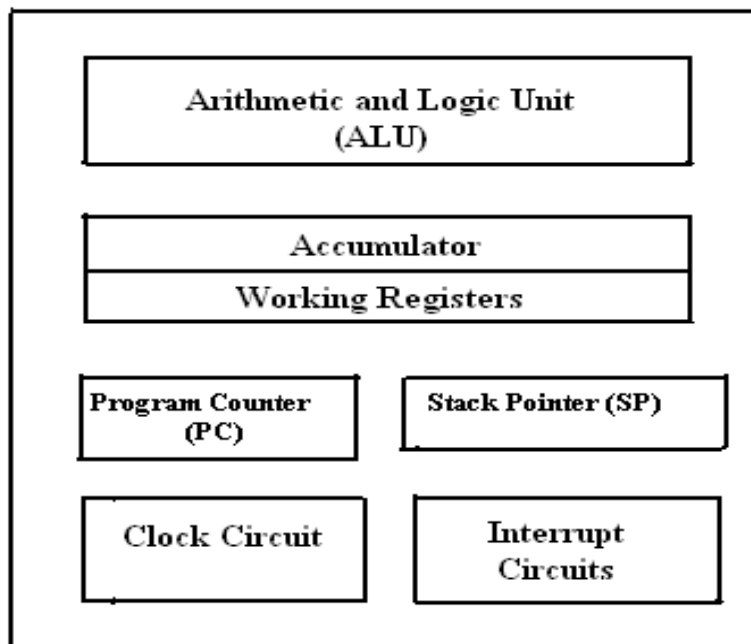 Arithmetic and Logic Unit
(ALU)
Accumulator
Working Registers
Program Counter
(PC)
Stack Pointer (SP)
Clock Circuit
Interrupt
Circuits